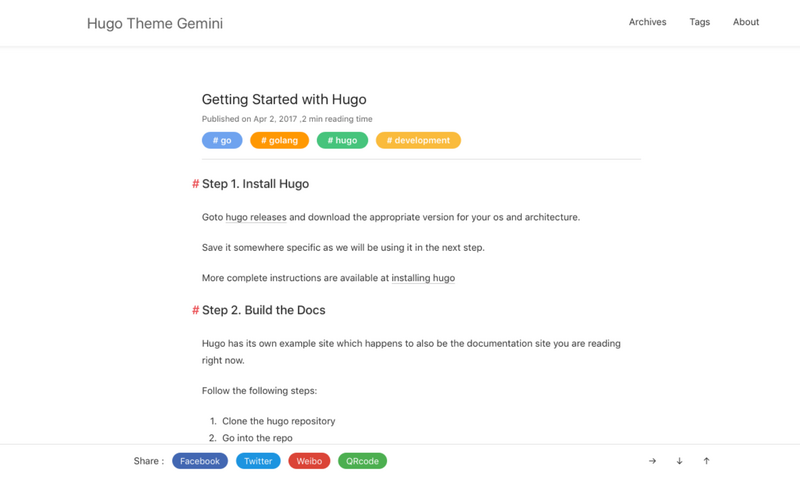 Hugo Theme Gemini
Archives
Tags
About
Getting Started with Hugo
Published on Apr 2, 2017 ,2 min reading time
# go
# golang
# hugo
# development
# Step 1. Install Hugo
Goto hugo releases and download the appropriate version for your os and architecture.
Save it somewhere specific as we will be using it in the next step.
More complete instructions are available at installing hugo
# Step 2. Build the Docs
Hugo has its own example site which happens to also be the documentation site you are reading
right now.
Follow the following steps:
1. Clone the hugo repository
2. Go into the repo
Share :
Facebook
Twitter
Weibo
QRcode
→ ↓ ↑